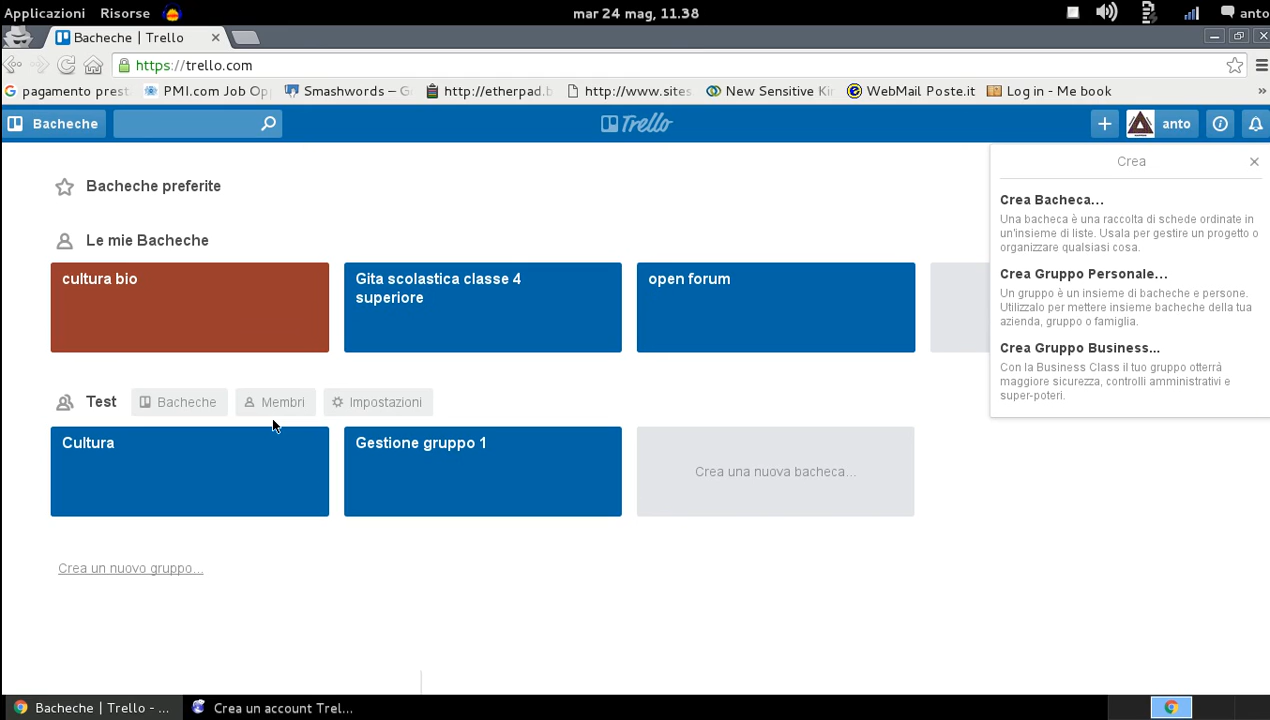 Applicazioni Risorse mar 24 mag, 11.38 anto
Bacheche | Trello
https://trello.com
pagamento prest PMI.com Job Op Smashwords – G http://etherpad.b http://www.sites New Sensitive Kir WebMail Poste.it Log in - Me book »
Bacheche Trello anto
Crea
Bacheche preferite
Crea Bacheca...
Una bacheca è una raccolta di schede ordinate in
un'insieme di liste. Usala per gestire un progetto o
organizzare qualsiasi cosa.
Le mie Bacheche
cultura bio
Gita scolastica classe 4
superiore
open forum
Crea Gruppo Personale...
Un gruppo è un insieme di bacheche e persone.
Utilizzalo per mettere insieme bacheche della tua
azienda, gruppo o famiglia.
Crea Gruppo Business...
Con la Business Class il tuo gruppo otterrà
maggiore sicurezza, controlli amministrativi e
super-poteri.
Test Bacheche Membri Impostazioni
Cultura
Gestione gruppo 1
Crea una nuova bacheca...
Crea un nuovo gruppo...
Bacheche | Trello - ... Crea un account Trel...